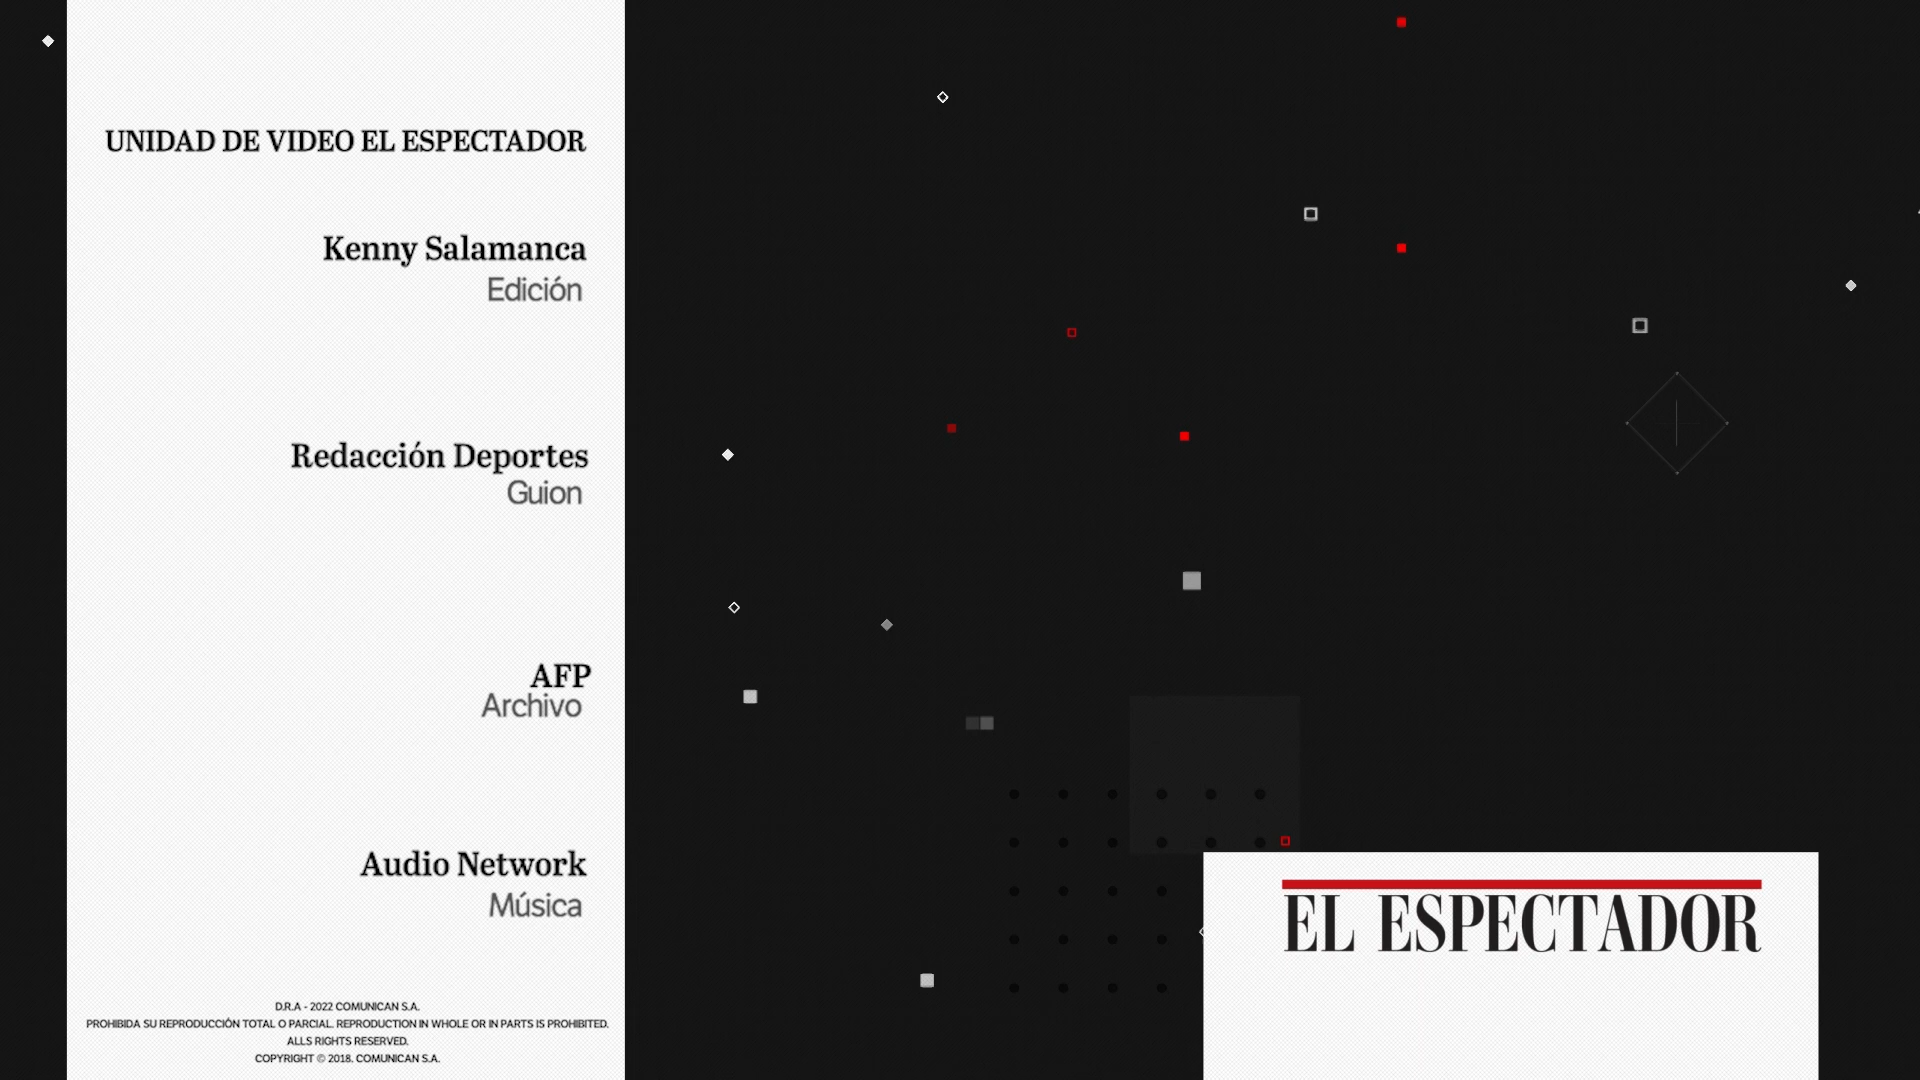 UNIDAD DE VIDEO EL ESPECTADOR
Kenny Salamanca
Edición
Redacción Deportes
Guion
AFP
Archivo
Audio Network
Música
D.R.A - 2022 COMUNICAN S.A.
PROHIBIDA SU REPRODUCCIÓN TOTAL O PARCIAL. REPRODUCTION IN WHOLE OR IN PARTS IS PROHIBITED.
ALLS RIGHTS RESERVED.
COPYRIGHT © 2018. COMUNICAN S.A.
EL ESPECTADOR